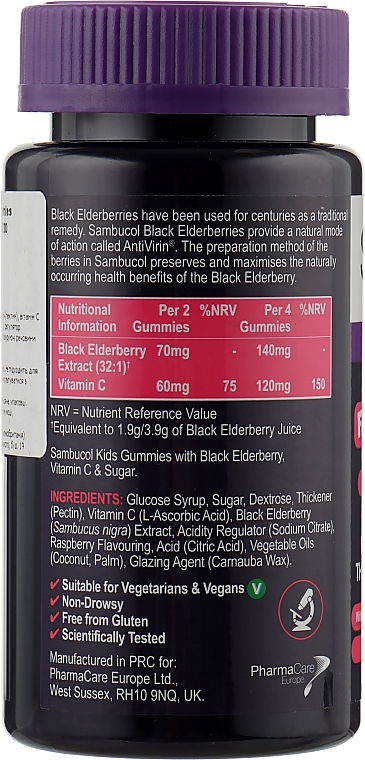 Black Elderberries have been used for centuries as a traditional
remedy. Sambucol Black Elderberries provide a natural mode
of action called AntiVirin®. The preparation method of the
berries in Sambucol preserves and maximises the naturally
occurring health benefits of the Black Elderberry.
Nutritional Information Per 2 Gummies %NRV Per 4 Gummies %NRV
Black Elderberry Extract (32:1)† 70mg - 140mg -
Vitamin C 60mg 75 120mg 150
NRV = Nutrient Reference Value
†Equivalent to 1.9g/3.9g of Black Elderberry Juice
Sambucol Kids Gummies with Black Elderberry,
Vitamin C & Sugar.
INGREDIENTS: Glucose Syrup, Sugar, Dextrose, Thickener
(Pectin), Vitamin C (L-Ascorbic Acid), Black Elderberry
(Sambucus nigra) Extract, Acidity Regulator (Sodium Citrate),
Raspberry Flavouring, Acid (Citric Acid), Vegetable Oils
(Coconut, Palm), Glazing Agent (Carnauba Wax).
✓ Suitable for Vegetarians & Vegans V
✓ Non-Drowsy
✓ Free from Gluten
✓ Scientifically Tested
Manufactured in PRC for:
PharmaCare Europe Ltd.,
West Sussex, RH10 9NQ, UK.
PharmaCare
Europe